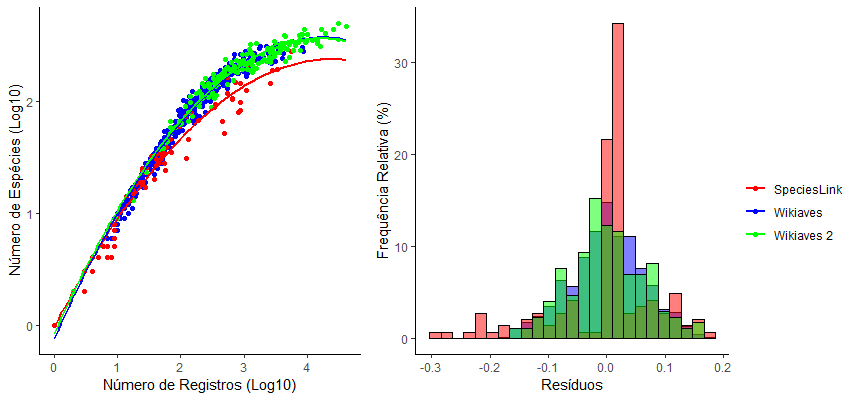 Número de Espécies (Log10)
2
1
0
0
1
2
3
4
Número de Registros (Log10)
Frequência Relativa (%)
30
20
10
0
-0.3
-0.2
-0.1
0.0
0.1
0.2
Resíduos
SpeciesLink
Wikiaves
Wikiaves 2